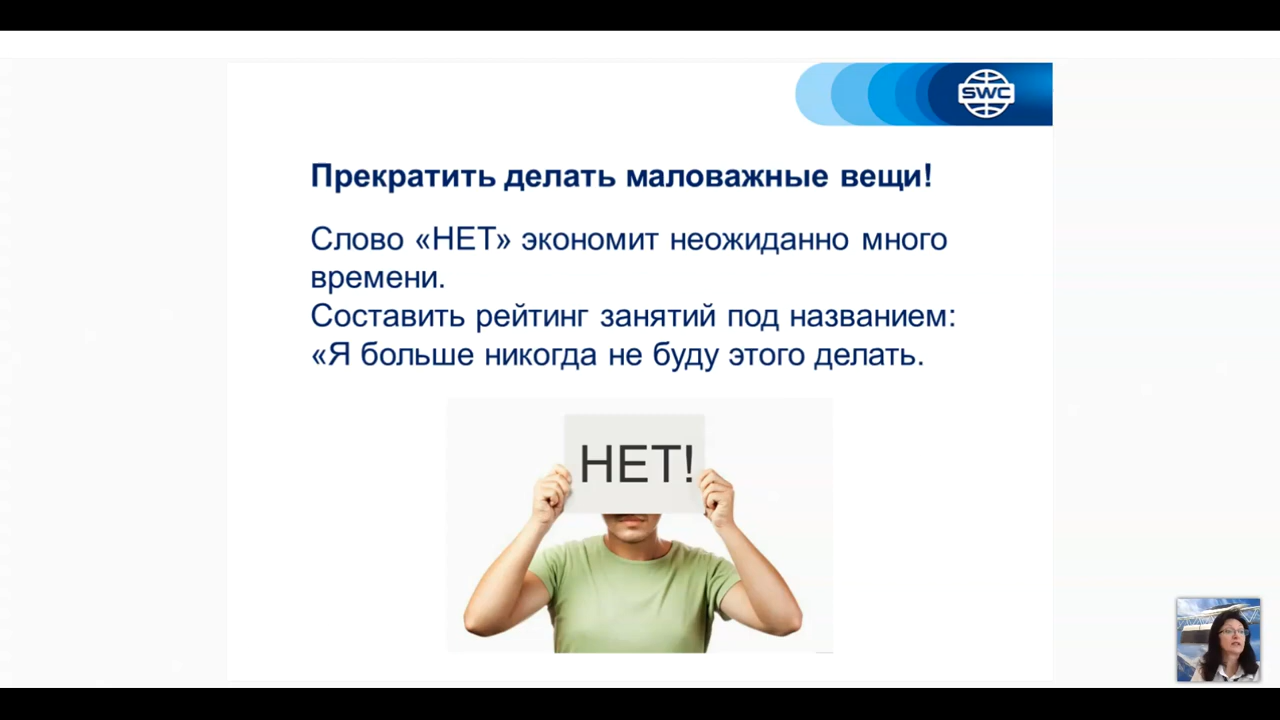 SWC
Прекратить делать маловажные вещи!
Слово «НЕТ» экономит неожиданно много
времени.
Составить рейтинг занятий под названием:
«Я больше никогда не буду этого делать.
НЕТ!